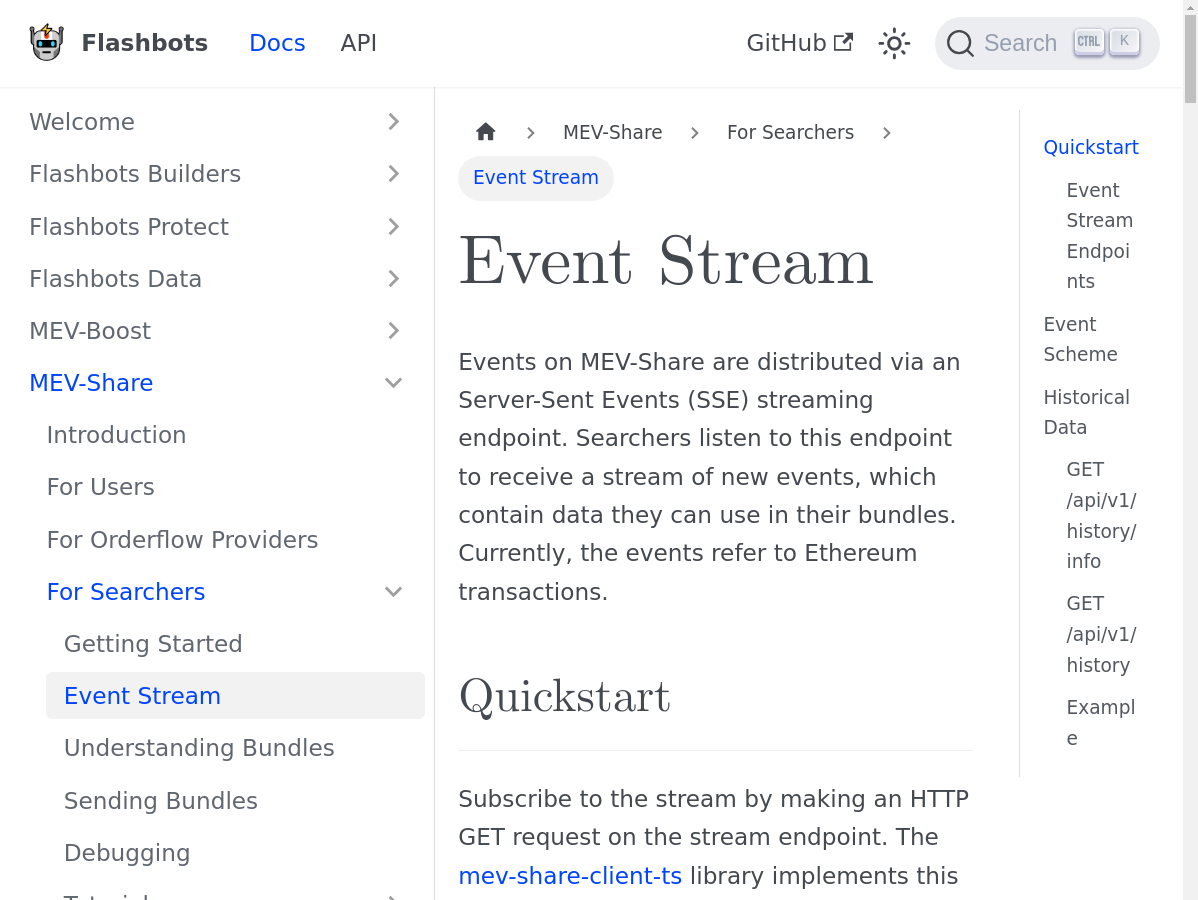 Flashbots
Docs
API
GitHub
Search
CTRL
K
Welcome
Flashbots Builders
Flashbots Protect
Flashbots Data
MEV-Boost
MEV-Share
Introduction
For Users
For Orderflow Providers
For Searchers
Getting Started
Event Stream
Understanding Bundles
Sending Bundles
Debugging
MEV-Share
For Searchers
Event Stream
Event Stream
Events on MEV-Share are distributed via an
Server-Sent Events (SSE) streaming
endpoint. Searchers listen to this endpoint
to receive a stream of new events, which
contain data they can use in their bundles.
Currently, the events refer to Ethereum
transactions.
Quickstart
Subscribe to the stream by making an HTTP
GET request on the stream endpoint. The
mev-share-client-ts library implements this
Quickstart
Event
Stream
Endpoi
nts
Event
Scheme
Historical
Data
GET
/api/v1/
history/
info
GET
/api/v1/
history
Exampl
e